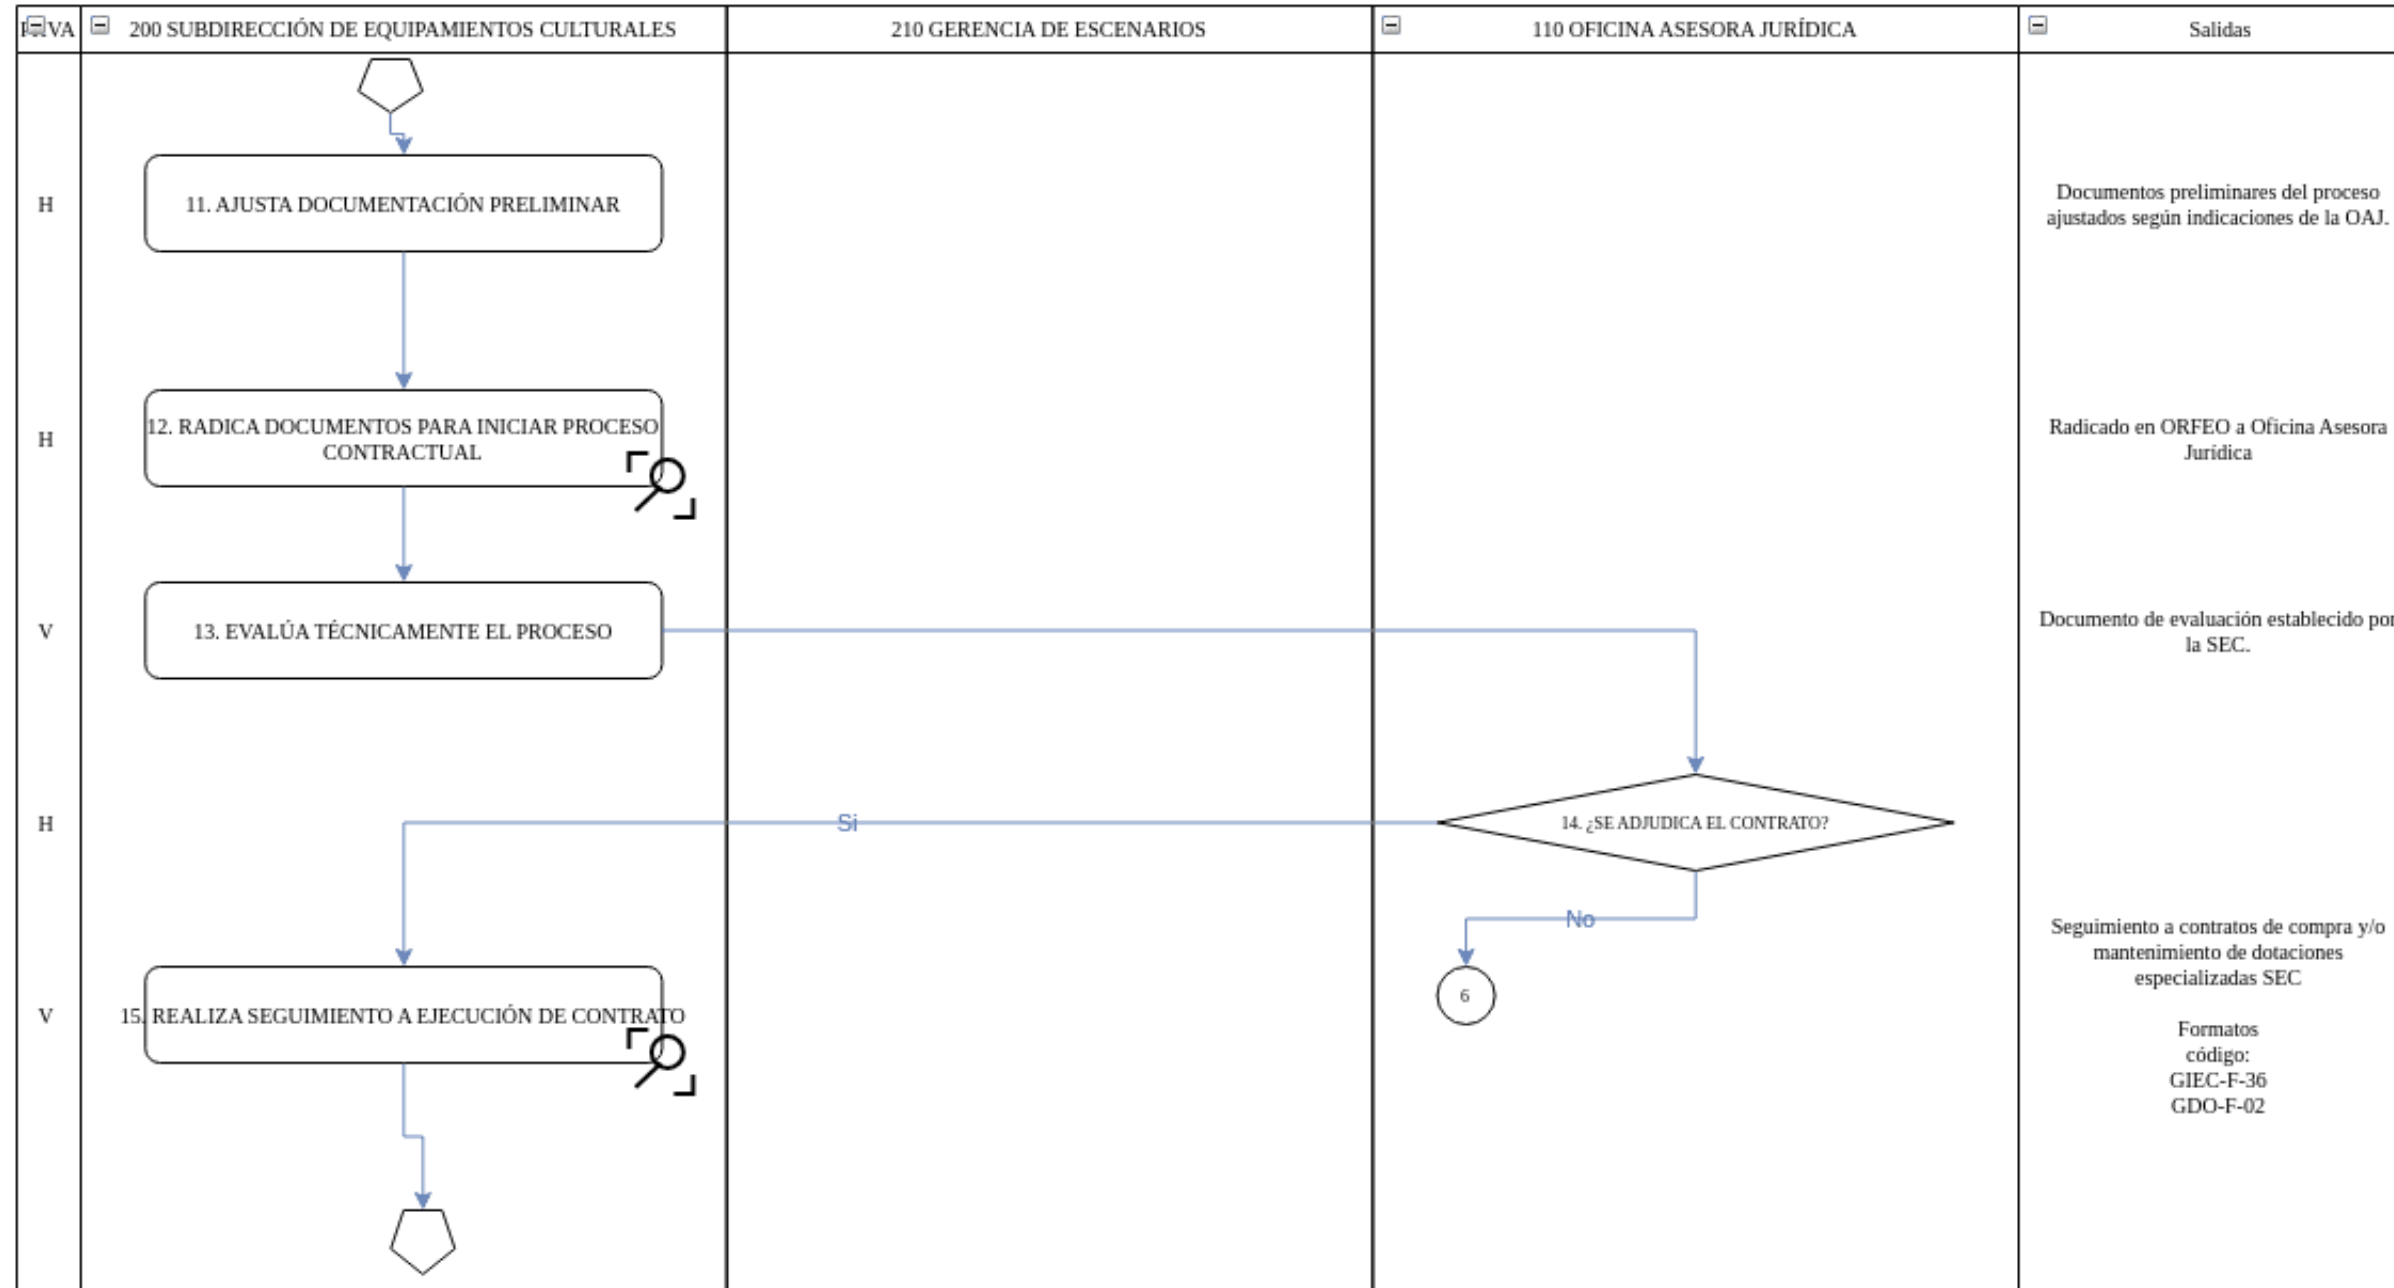 200 SUBDIRECCIÓN DE EQUIPAMIENTOS CULTURALES
210 GERENCIA DE ESCENARIOS
110 OFICINA ASESORA JURÍDICA
Salidas
H
11. AJUSTA DOCUMENTACIÓN PRELIMINAR
Documentos preliminares del proceso
ajustados según indicaciones de la OAJ.
H
12. RADICA DOCUMENTOS PARA INICIAR PROCESO
CONTRACTUAL
Radicado en ORFEO a Oficina Asesora
Jurídica
V
13. EVALÚA TÉCNICAMENTE EL PROCESO
Documento de evaluación establecido por
la SEC.
H
Si
14. ¿SE ADJUDICA EL CONTRATO?
No
6
V
15. REALIZA SEGUIMIENTO A EJECUCIÓN DE CONTRATO
Seguimiento a contratos de compra y/o
mantenimiento de dotaciones
especializadas SEC
Formatos
código:
GIEC-F-36
GDO-F-02